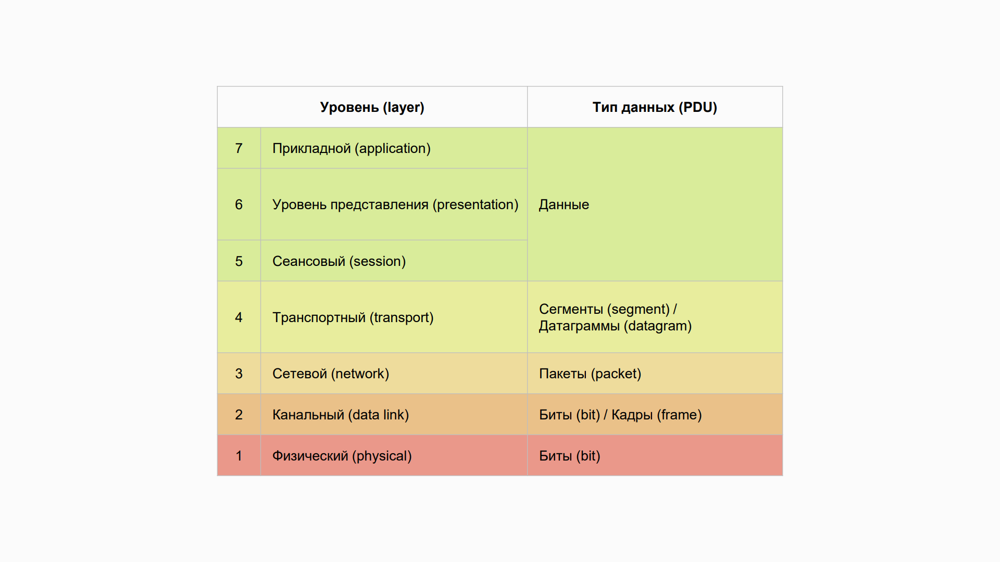 Уровень (layer)
Тип данных (PDU)
7
Прикладной (application)
6
Уровень представления (presentation)
Данные
5
Сеансовый (session)
4
Транспортный (transport)
Сегменты (segment) /
Датаграммы (datagram)
3
Сетевой (network)
Пакеты (packet)
2
Канальный (data link)
Биты (bit) / Кадры (frame)
1
Физический (physical)
Биты (bit)